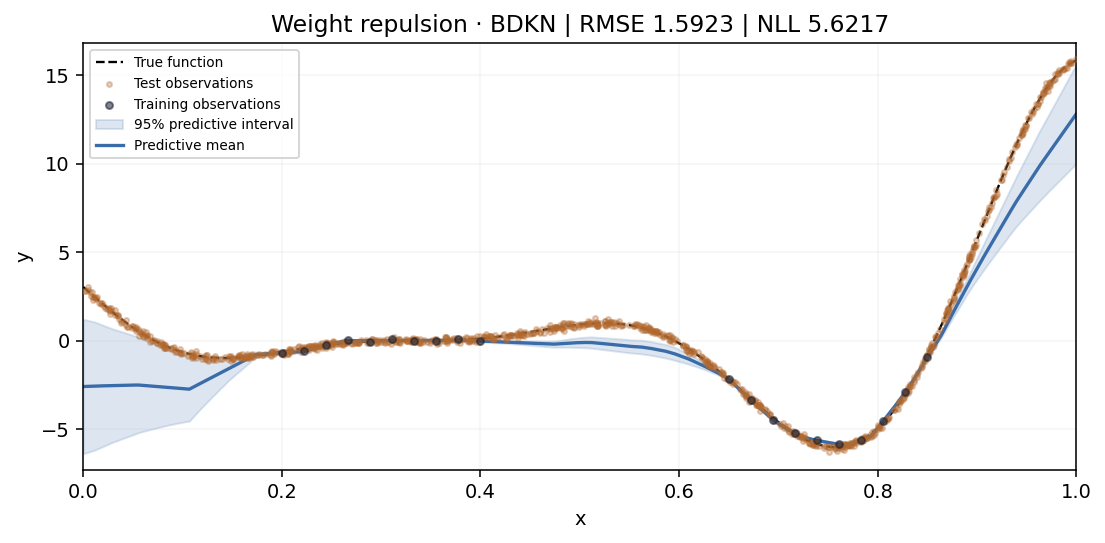 Weight repulsion · BDKN | RMSE 1.5923 | NLL 5.6217
True function
Test observations
Training observations
95% predictive interval
Predictive mean
15
10
5
0
−5
y
0.0 0.2 0.4 0.6 0.8 1.0
x